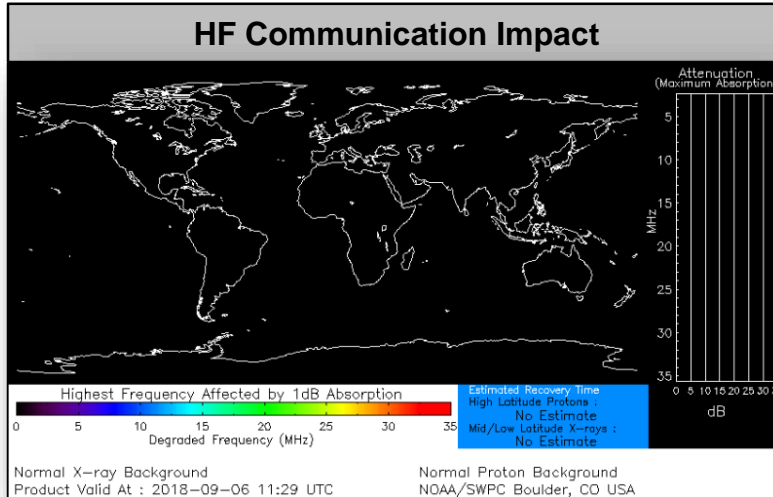 HF Communication Impact
Attenuation
(Maximum Absorption
5
10
15
20
25
30
35
MHz
0 5 10 15 20 25 30
dB
Highest Frequency Affected by 1dB Absorption
0 5 10 15 20 25 30 35
Degraded Frequency (MHz)
Estimated Recovery Time
High Latitude Protons :
No Estimate
Mid/Low Latitude X-rays :
No Estimate
Normal X-ray Background
Product Valid At : 2018-09-06 11:29 UTC
Normal Proton Background
NOAA/SWPC Boulder, CO USA